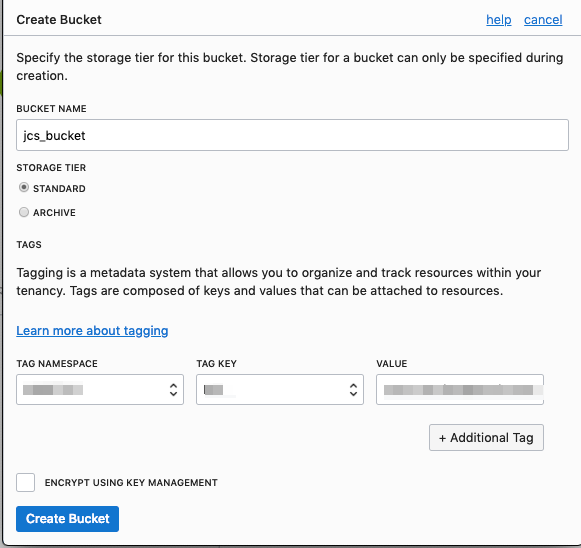 Create Bucket
help cancel
Specify the storage tier for this bucket. Storage tier for a bucket can only be specified during
creation.
BUCKET NAME
jcs_bucket
STORAGE TIER
STANDARD
ARCHIVE
TAGS
Tagging is a metadata system that allows you to organize and track resources within your
tenancy. Tags are composed of keys and values that can be attached to resources.
Learn more about tagging
TAG NAMESPACE TAG KEY VALUE
+ Additional Tag
ENCRYPT USING KEY MANAGEMENT
Create Bucket